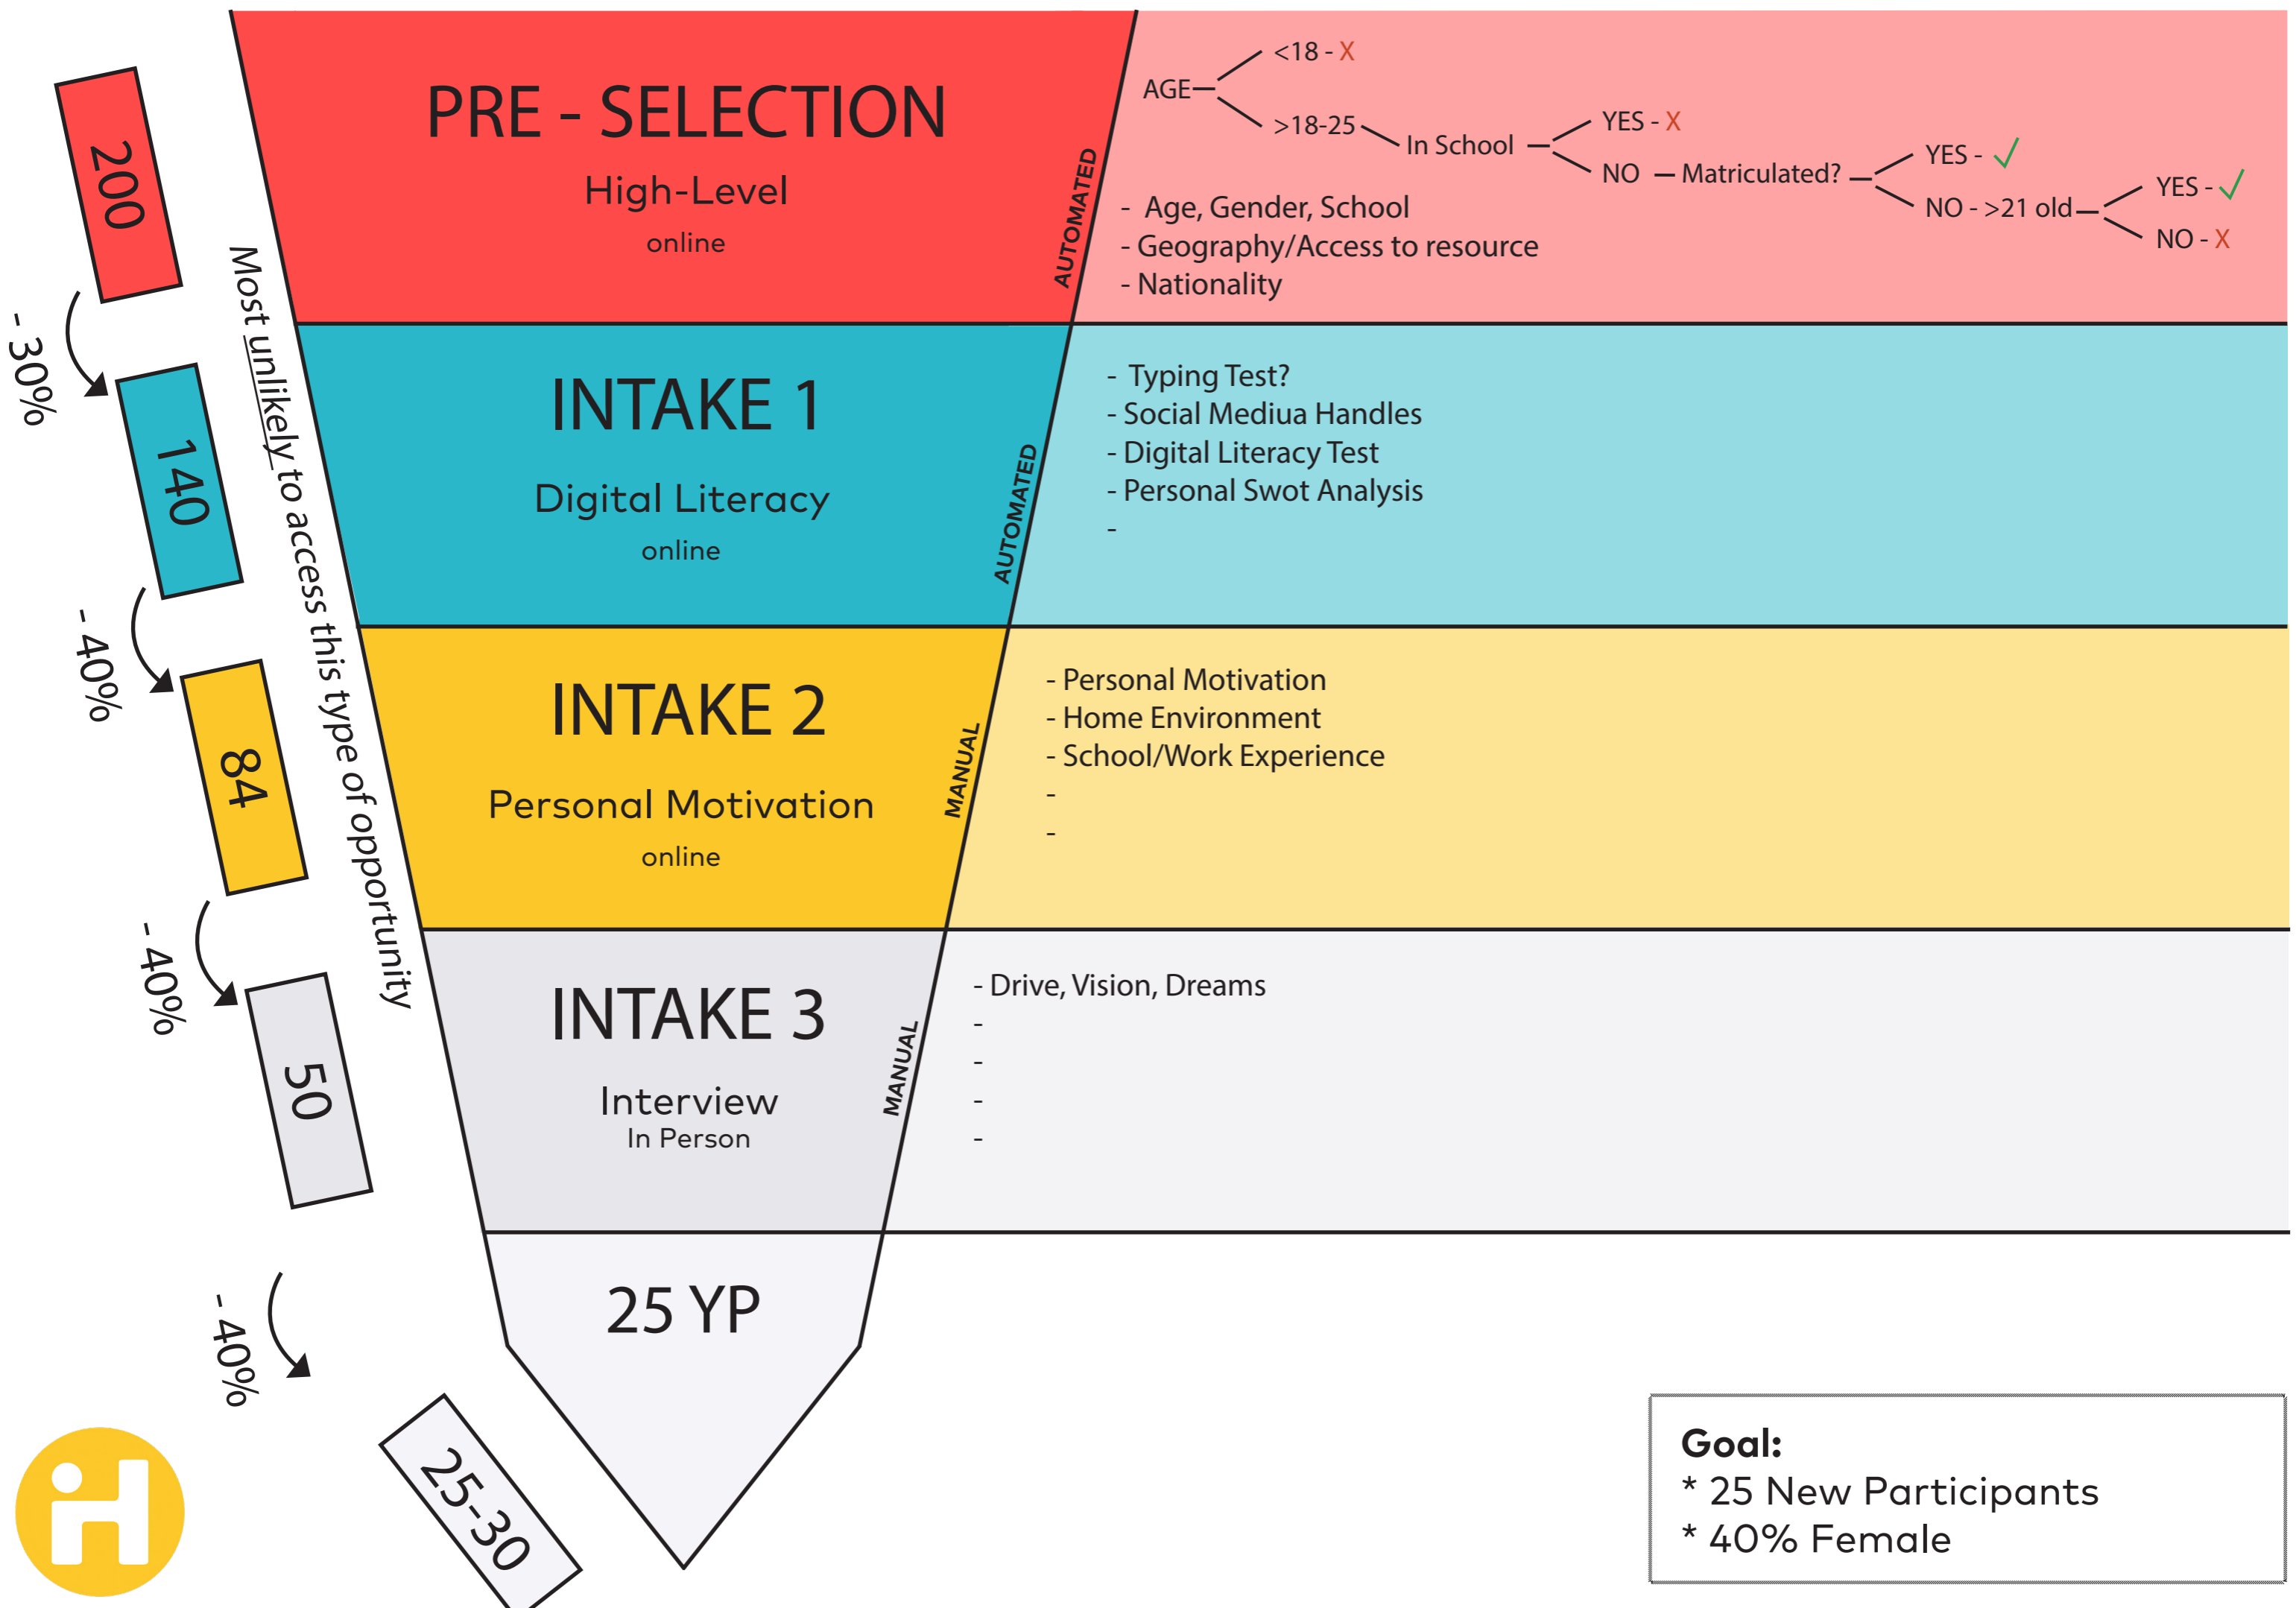 PRE - SELECTION
High-Level
online
AUTOMATED
AGE
<18 - X
>18-25
In School
YES - X
NO
Matriculated?
YES - ✓
NO - >21 old
YES - ✓
NO - X
- Age, Gender, School
- Geography/Access to resource
- Nationality
200
- 30%
Most unlikely to access this type of opportunity
INTAKE 1
Digital Literacy
online
AUTOMATED
- Typing Test?
- Social Mediua Handles
- Digital Literacy Test
- Personal Swot Analysis
-
140
- 40%
INTAKE 2
Personal Motivation
online
MANUAL
- Personal Motivation
- Home Environment
- School/Work Experience
-
-
84
- 40%
INTAKE 3
Interview
In Person
MANUAL
- Drive, Vision, Dreams
-
-
-
-
50
- 40%
25 YP
25-30
Goal:
* 25 New Participants
* 40% Female